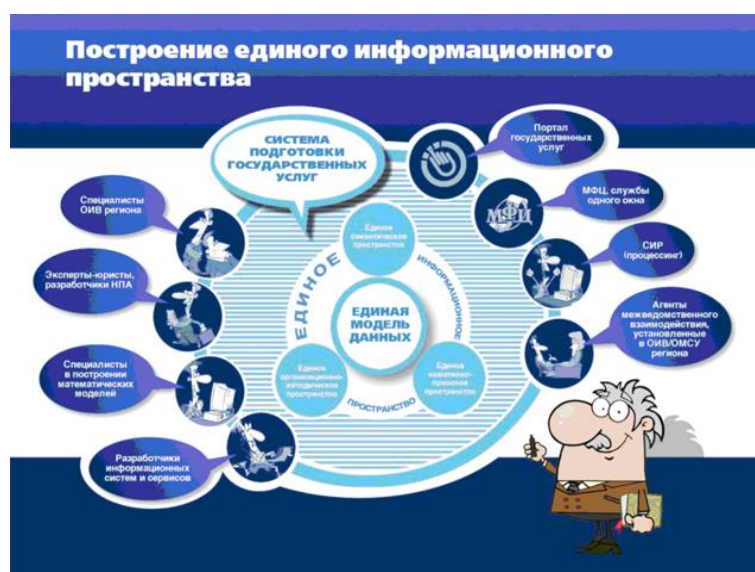 Построение единого информационного
пространства
СИСТЕМА
ПОДГОТОВКИ
ГОСУДАРСТВЕННЫХ
УСЛУГ
Портал
государственных
услуг
Специалисты
ОИВ региона
МФЦ, службы
одного окна
МФЦ
Единое
семантическое
пространство
СИР
(процессинг)
Эксперты-юристы,
разработчики НПА
ЕДИНОЕ
ИНФОРМАЦИОННОЕ
ПРОСТРАНСТВО
ЕДИНАЯ
МОДЕЛЬ
ДАННЫХ
Агенты
межведомственного
взаимодействия,
установленные
в ОИВ/ОМСУ
региона
Специалисты
в построении
математических
моделей
Единое
организационно-
методическое
пространство
Единое
пространство
Разработчики
информационных
систем и сервисов